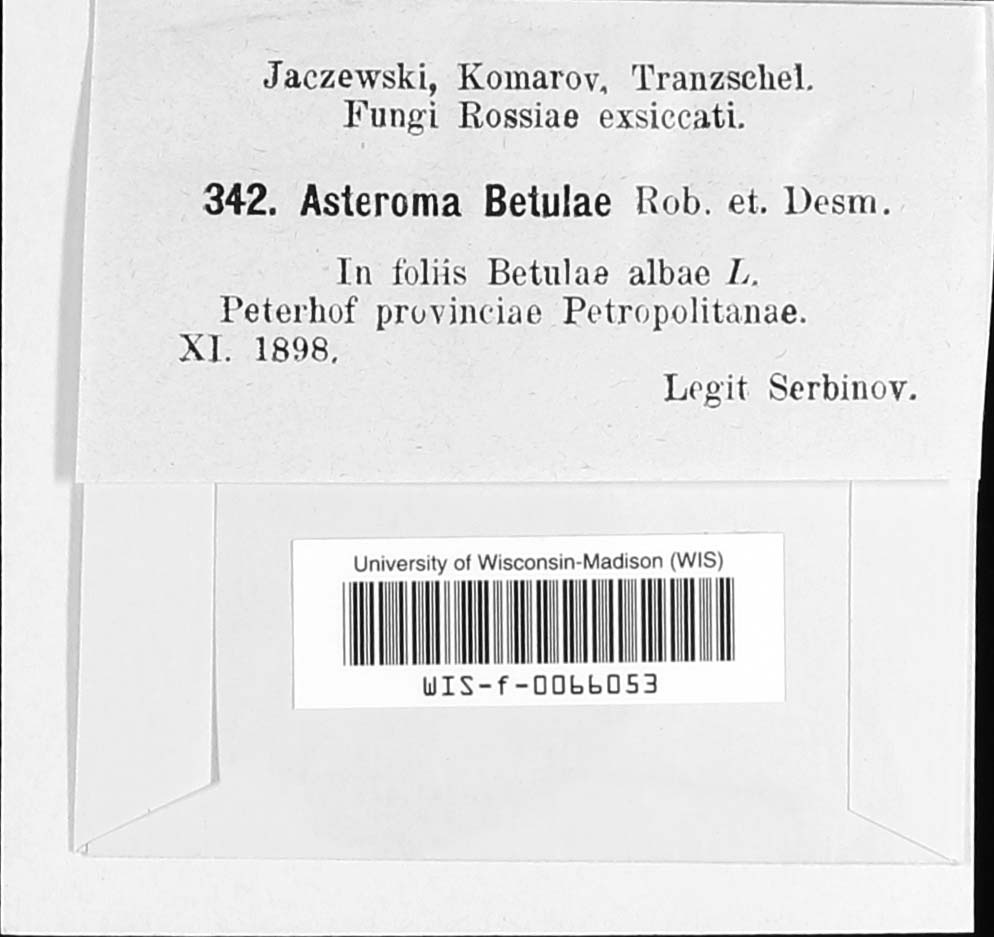 Jaczewski, Komarov, Tranzschel.
Fungi Rossiae exsiccati.
342. Asteroma Betulae Rob. et. Desm.
In foliis Betulae albae L.
Peterhof provinciae Petropolitanae.
XI. 1898.
Legit Serbinov.
University of Wisconsin-Madison (WIS)
WIS-f-0066053